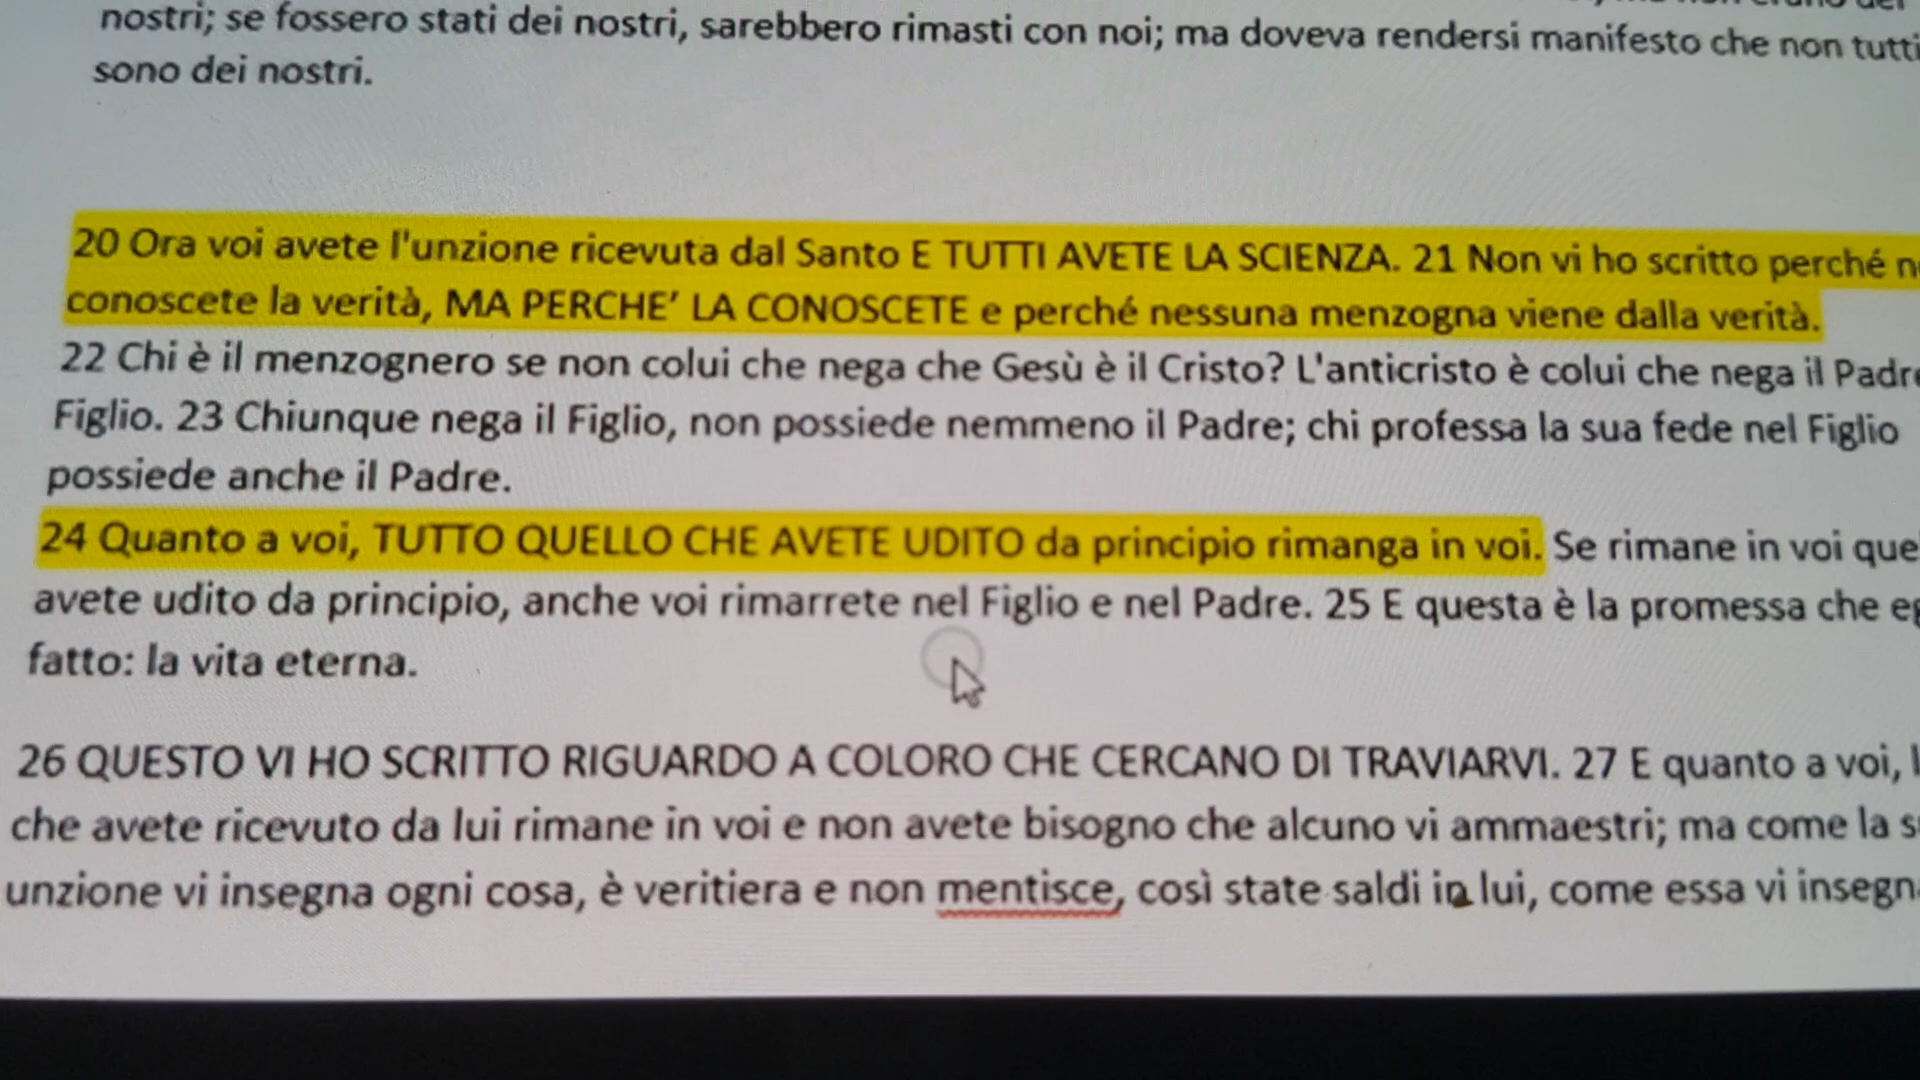 nostri; se fossero stati dei nostri, sarebbero rimasti con noi; ma doveva rendersi manifesto che non tutti
sono dei nostri.
20 Ora voi avete l'unzione ricevuta dal Santo E TUTTI AVETE LA SCIENZA. 21 Non vi ho scritto perché
conoscete la verità, MA PERCHE’ LA CONOSCETE e perché nessuna menzogna viene dalla verità.
22 Chi è il menzognero se non colui che nega che Gesù è il Cristo? L'anticristo è colui che nega il
Figlio. 23 Chiunque nega il Figlio, non possiede nemmeno il Padre; chi professa la sua fede nel Figlio
possiede anche il Padre.
24 Quanto a voi, TUTTO QUELLO CHE AVETE UDITO da principio rimanga in voi. Se rimane in voi
avete udito da principio, anche voi rimarrete nel Figlio e nel Padre. 25 E questa è la promessa che
fatto: la vita eterna.
26 QUESTO VI HO SCRITTO RIGUARDO A COLORO CHE CERCANO DI TRAVIARVI. 27 E quanto a voi,
che avete ricevuto da lui rimane in voi e non avete bisogno che alcuno vi ammaestri; ma come la
unzione vi insegna ogni cosa, è veritiera e non mentisce, così state saldi in lui, come essa vi